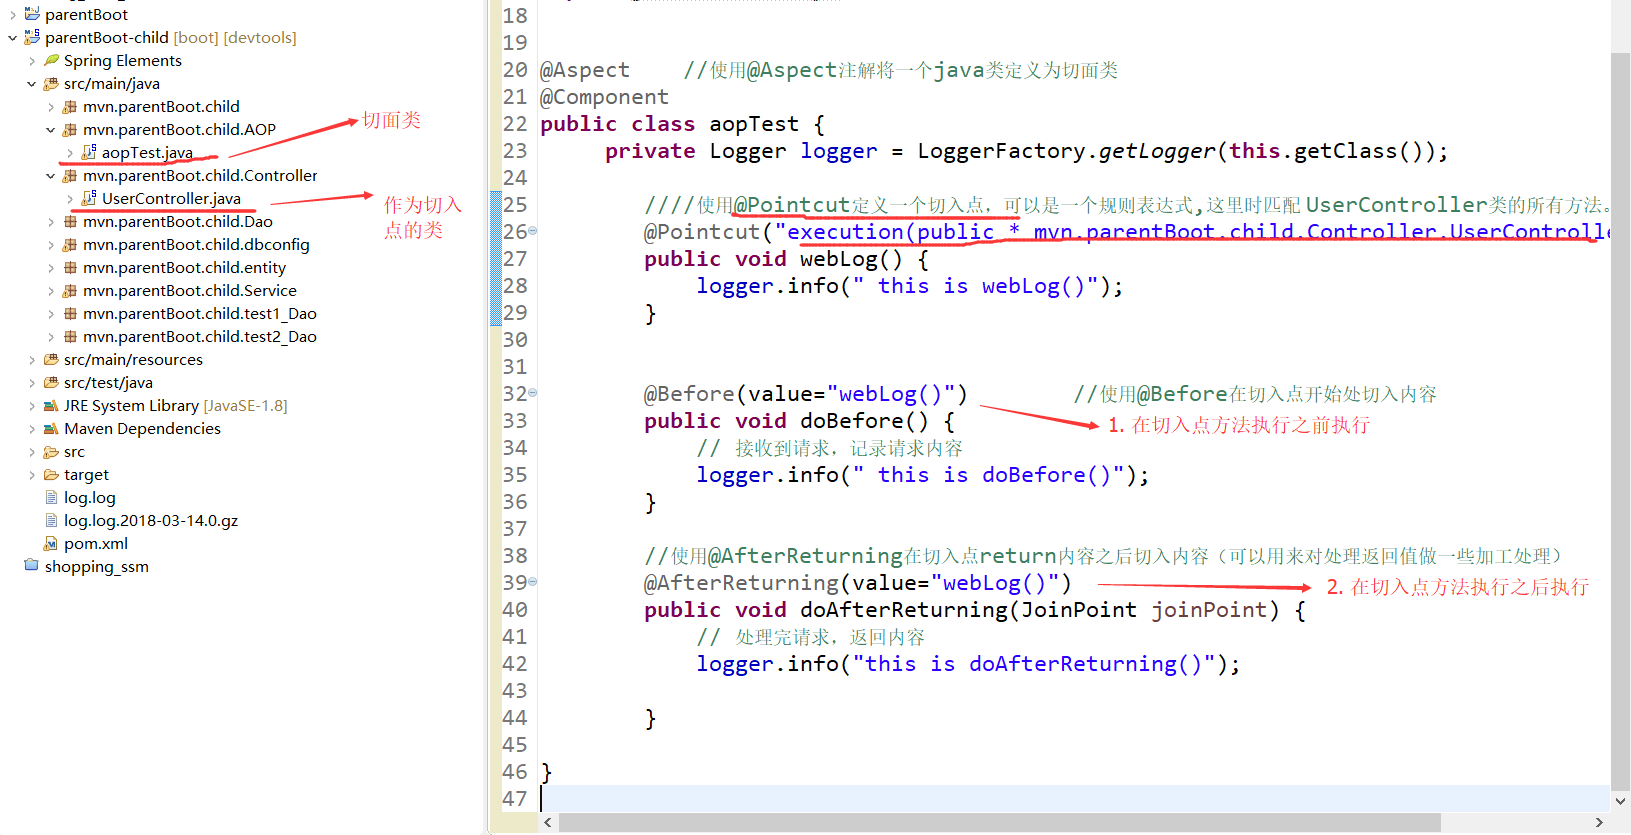 parentBoot
parentBoot-child [boot] [devtools]
Spring Elements
src/main/java
mvn.parentBoot.child
mvn.parentBoot.child.AOP
aopTest.java
切面类
mvn.parentBoot.child.Controller
UserController.java
作为切入
点的类
mvn.parentBoot.child.Dao
mvn.parentBoot.child.dbconfig
mvn.parentBoot.child.entity
mvn.parentBoot.child.Service
mvn.parentBoot.child.test1_Dao
mvn.parentBoot.child.test2_Dao
src/main/resources
src/test/java
JRE System Library [JavaSE-1.8]
Maven Dependencies
src
target
log.log
log.log.2018-03-14.0.gz
pom.xml
shopping_ssm
18
19
20 @Aspect //使用@Aspect注解将一个java类定义为切面类
21 @Component
22 public class aopTest {
23 private Logger logger = LoggerFactory.getLogger(this.getClass());
24
25 ////使用@Pointcut定义一个切入点，可以是一个规则表达式,这里时匹配 UserController类的所有方法。
26 @Pointcut("execution(public * mvn.parentBoot.child.Controller.UserControlle
27 public void webLog() {
28 logger.info(" this is webLog()");
29 }
30
31
32 @Before(value="webLog()") //使用@Before在切入点开始处切入内容
33 public void doBefore() {
1. 在切入点方法执行之前执行
34 // 接收到请求，记录请求内容
35 logger.info(" this is doBefore()");
36 }
37
38 //使用@AfterReturning在切入点return内容之后切入内容（可以用来对处理返回值做一些加工处理）
39 @AfterReturning(value="webLog()")
2. 在切入点方法执行之后执行
40 public void doAfterReturning(JoinPoint joinPoint) {
41 // 处理完请求，返回内容
42 logger.info("this is doAfterReturning()");
43
44 }
45
46 }
47